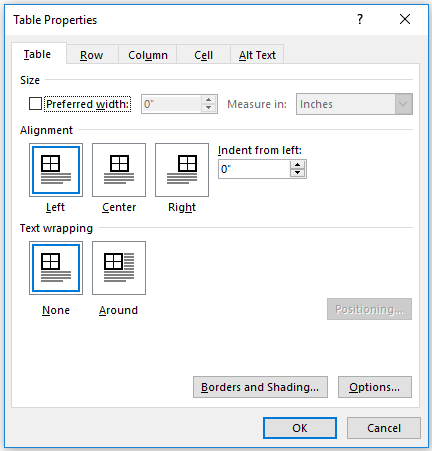 Table Properties ?
Table Row Column Cell Alt Text
Size
Preferred width: 0" Measure in: Inches
Alignment
Indent from left:
0"
Left Center Right
Text wrapping
None Around
Positioning...
Borders and Shading... Options...
OK Cancel